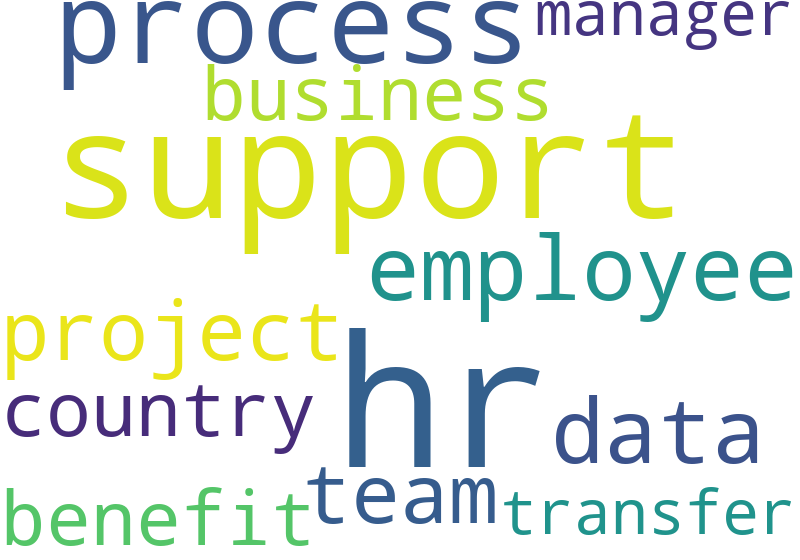 process manager
business
support
employee
project
hr
country
data
team
benefit
transfer